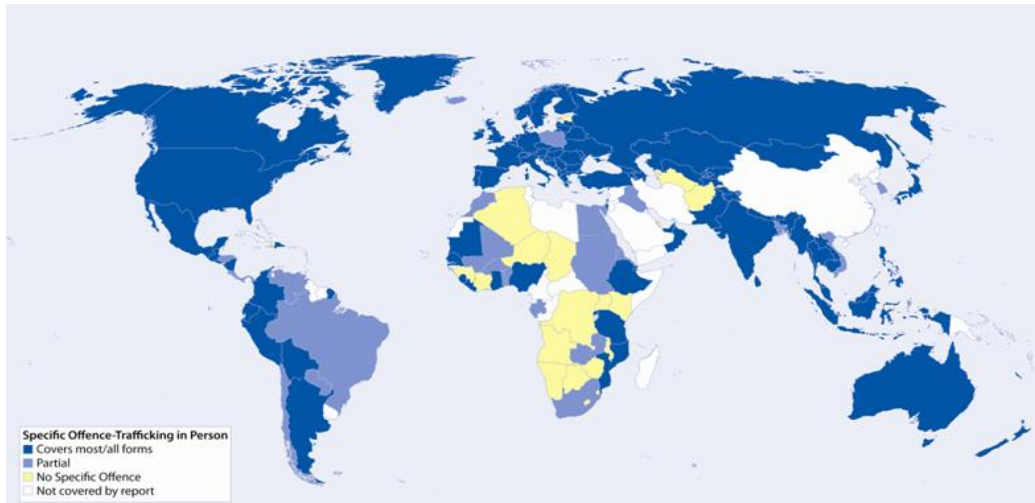 Specific Offence-Trafficking in Person
Covers most/all forms
Partial
No Specific Offence
Not covered by report